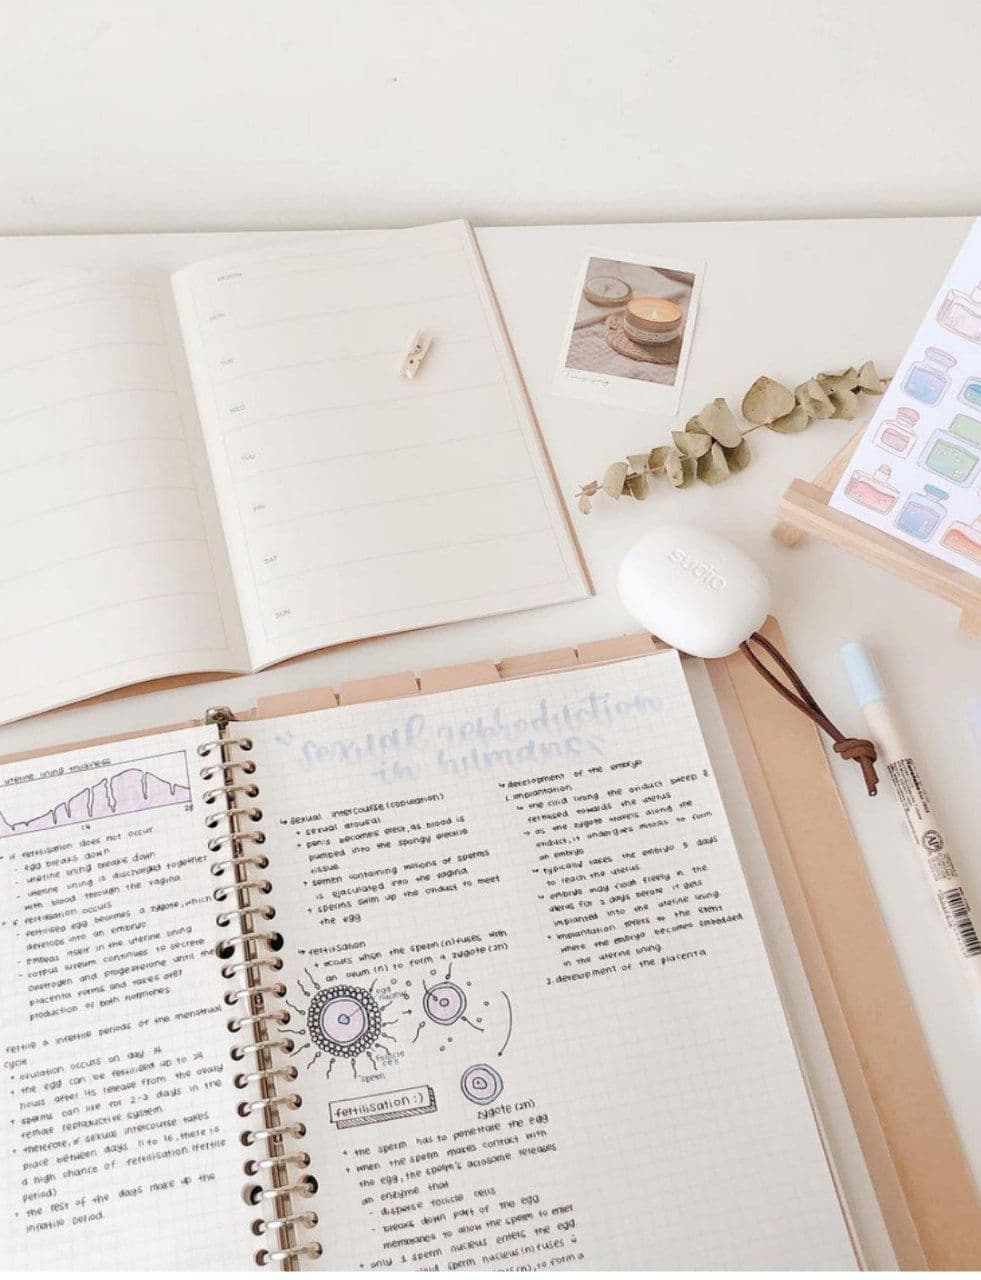 MONTH
MON
TUE
WED
THU
FRI
SAT
SUN
sudio
uterine lining thickness
14
28
+ if fertilisation does not occur
- egg breaks down
- uterine lining breaks down
- uterine lining is discharged together
with blood through the vagina
+ if fertilisation occurs
- fertilised egg becomes a zygote, which
develops into an embryo
- embeds itself in the uterine lining
- corpus luteum continues to secrete
oestrogen and progesterone until the
placenta forms and takes over
production of both hormones
fertile & infertile periods of the menstrual
cycle
+ ovulation occurs on day 14
+ the egg can be fertilised up to 24
hours after its release from the ovary
+ sperms can live for 2-3 days in the
female reproductive system
+ therefore, if sexual intercourse takes
place between days 11 to 16, there is
a high chance of fertilisation (fertile
period)
+ the rest of the days make up the
infertile period.
"sexual reproduction
in humans"
↳ sexual intercourse (copulation)
+ sexual arousal
+ penis becomes erect, as blood is
pumped into the spongy erectile
tissue
+ semen containing millions of sperms
is ejaculated into the vagina
+ sperms swim up the oviduct to meet
the egg
↳ fertilisation
+ occurs when the sperm (n) fuses with
an ovum (n) to form a zygote (2n)
egg
nucleus
follicle
cell
sperm
fertilisation :)
zygote (2n)
+ the sperm has to penetrate the egg
+ when the sperm makes contact with
the egg, the sperm's acrosome releases
an enzyme that
- disperse follicle cells
- breaks down part of the egg
membrane to allow the sperm to enter
+ only 1 sperm nucleus enters the egg
sperm nucleus (n) fuses
(n), to form a
↳ development of the embryo
1. implantation
↳ the cilia lining the oviduct sweep a
fertilised towards the uterus
↳ as the zygote travels along the
oviduct, it undergoes mitosis to form
an embryo
↳ typically takes the embryo 5 days
to reach the uterus
↳ embryo may float freely in the
uterus for 2 days before it gets
implanted into the uterine lining
+ implantation refers to the event
where the embryo becomes embedded
in the uterine lining
2. development of the placenta